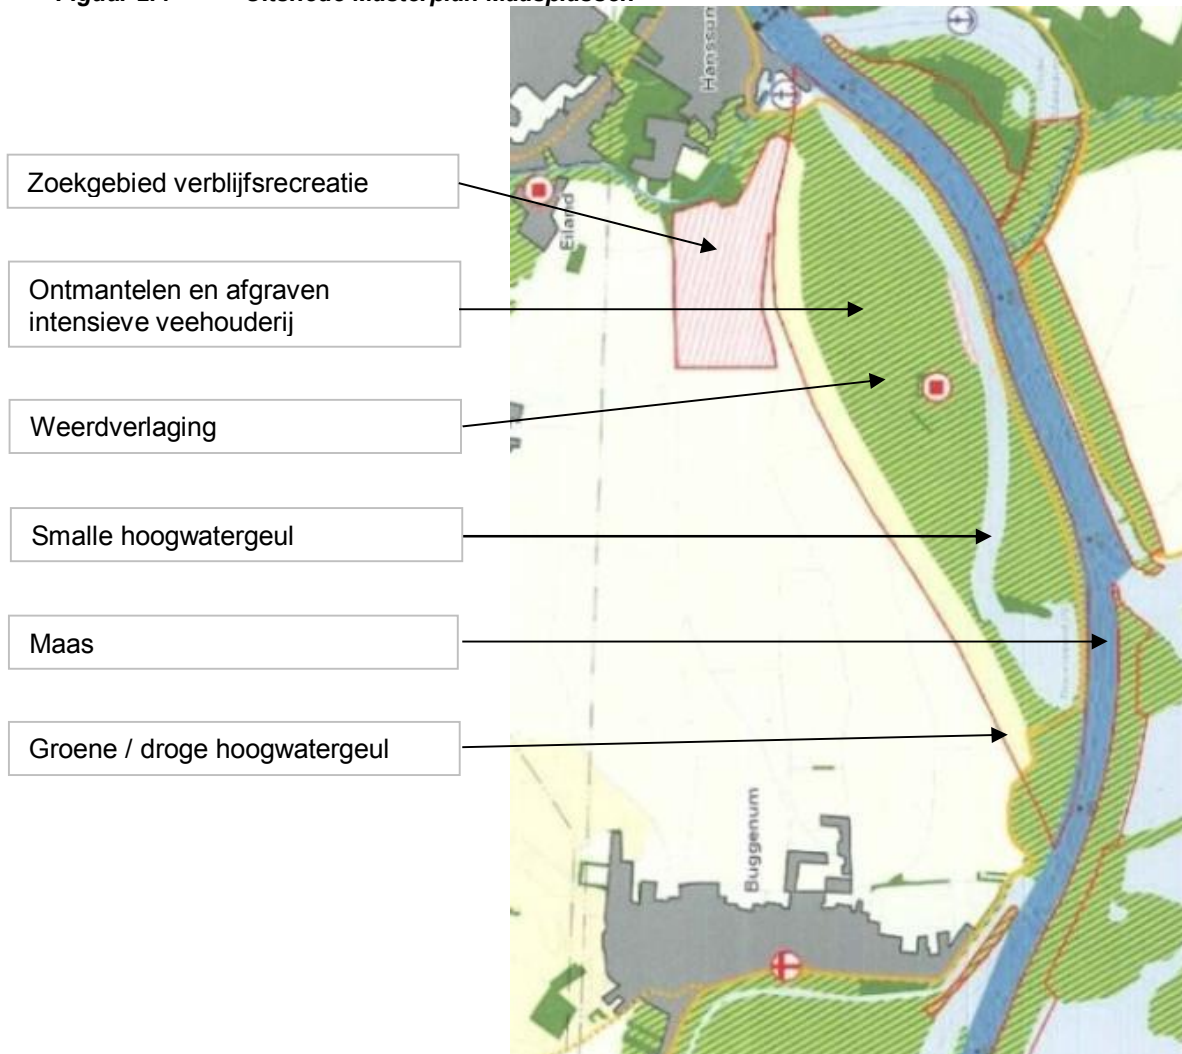 Zoekgebied verblijfsrecreatie
Ontmantelen en afgraven
intensieve veehouderij
Weerdverlaging
Smalle hoogwatergeul
Maas
Groene / droge hoogwatergeul
Hanssum
Eiland
Buggenum